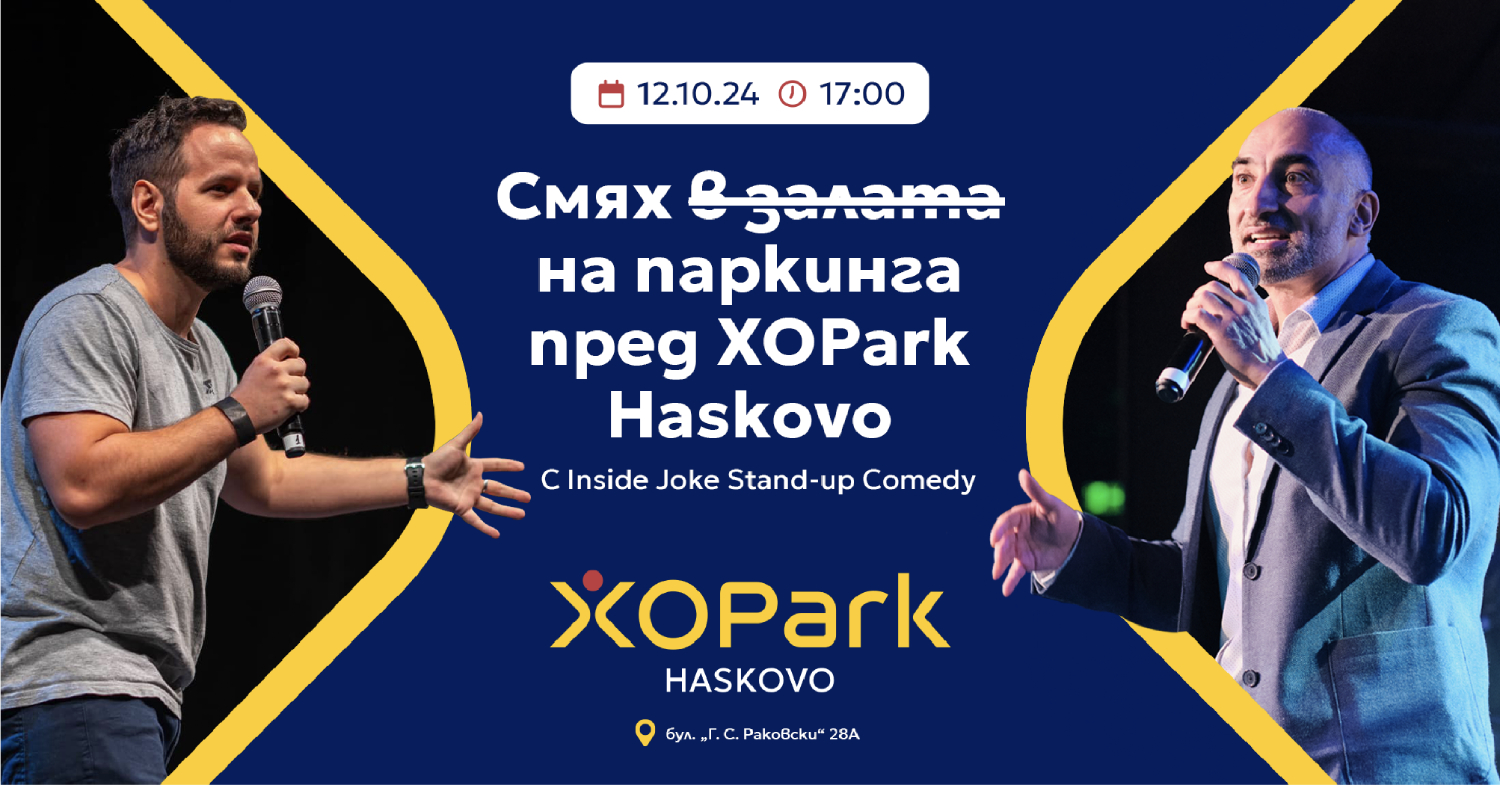 12.10.24 17:00
Смях в залата
на паркинга
пред XOPark
Haskovo
С Inside Joke Stand-up Comedy
XOPark
HASKOVO
бул. „Г. С. Раковски“ 28А